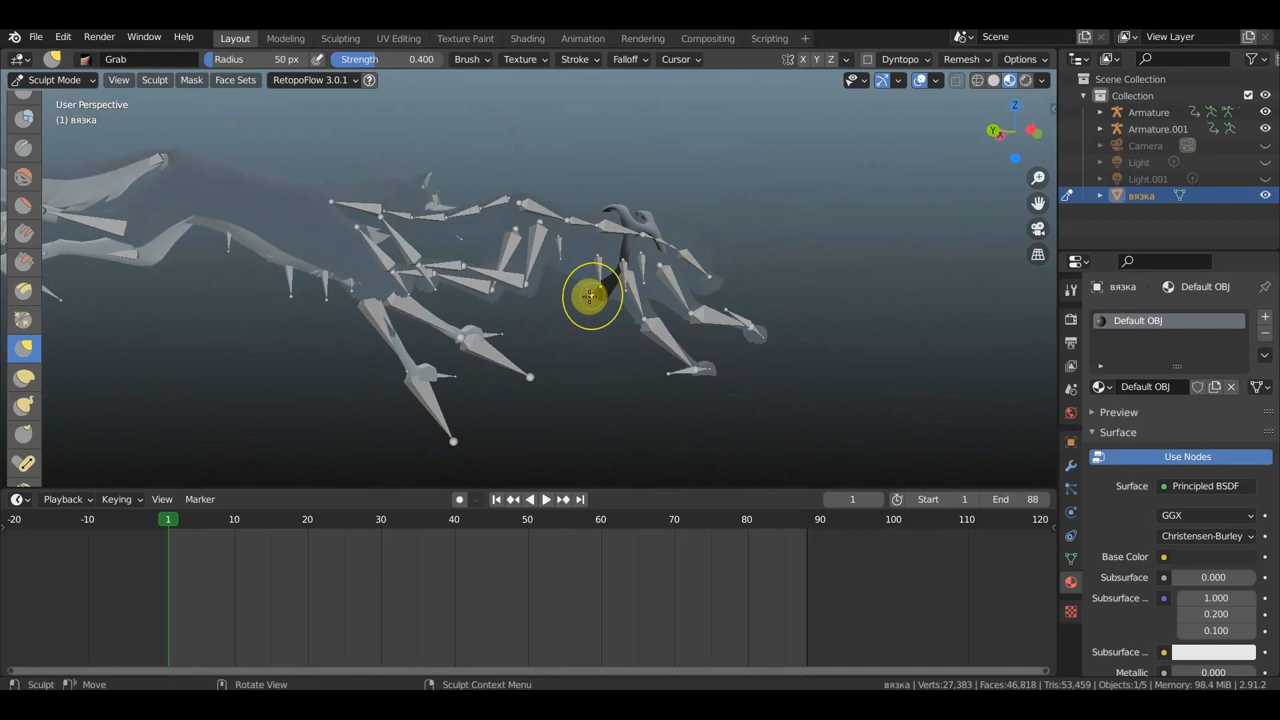 File Edit Render Window Help Layout Modeling Sculpting UV Editing Texture Paint Shading Animation Rendering Compositing Scripting + Scene View Layer
Grab Radius 50 px Strength 0.400 Brush Texture Stroke Falloff Cursor X Y Z Dyntopo Remesh Options
Sculpt Mode View Sculpt Mask Face Sets RetopoFlow 3.0.1 ?
Scene Collection
Collection
Armature
Armature.001
Camera
Light
Light.001
вязка
User Perspective
(1) вязка
Z
Y
X
вязка Default OBJ
Default OBJ
Default OBJ
Preview
Surface
Use Nodes
Surface Principled BSDF
GGX
Christensen-Burley
Base Color
Subsurface 0.000
Subsurface ... 1.000
0.200
0.100
Subsurface ...
Metallic 0.000
Playback Keying View Marker 1 Start 1 End 88
-20 -10 1 10 20 30 40 50 60 70 80 90 100 110 120
Sculpt Move Rotate View Sculpt Context Menu вязка | Verts:27,383 | Faces:46,818 | Tris:53,459 | Objects:1/5 | Memory: 98.4 MiB | 2.91.2